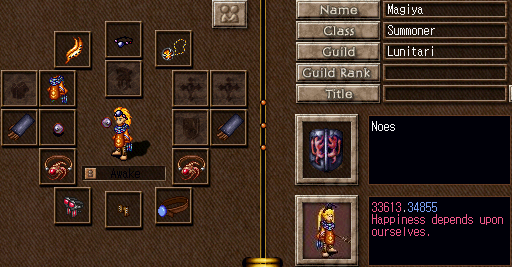 Name Magiya
Class Summoner
Guild Lunitari
Guild Rank
Title
Noes
Awake
33613.34855
Happiness depends upon
ourselves.